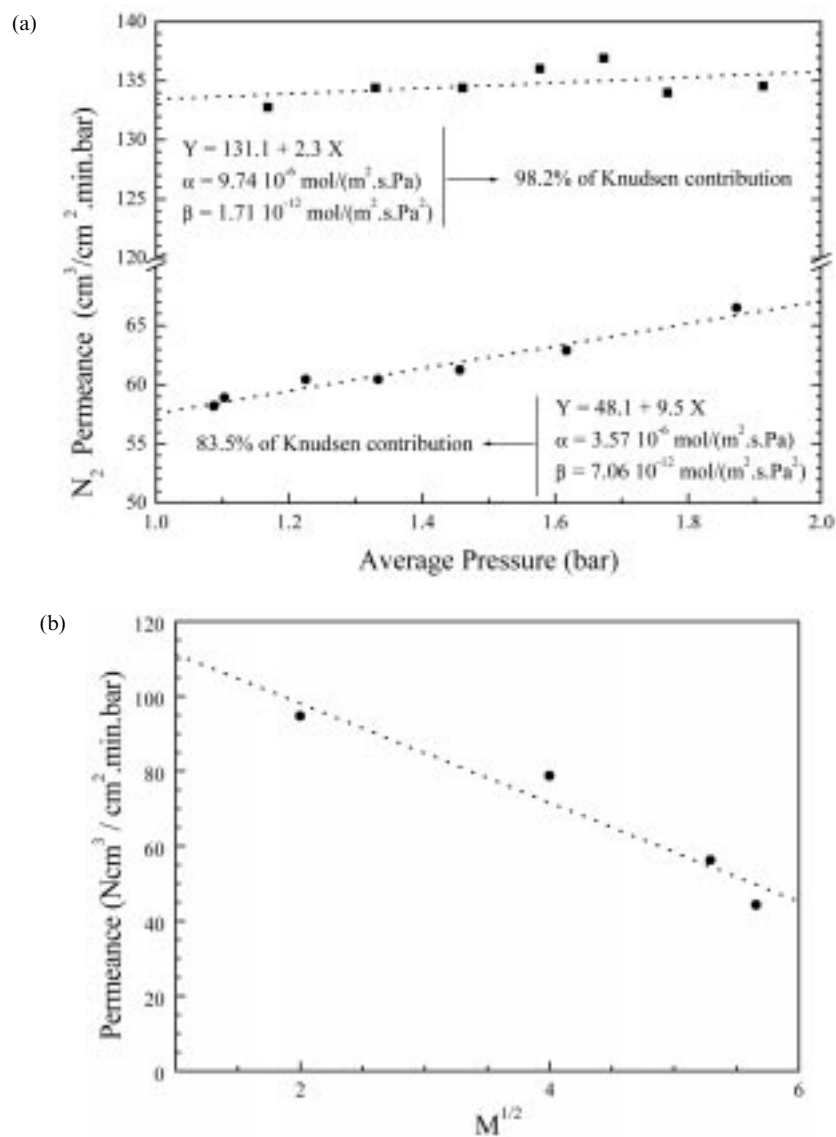 (a)
140
135
130
125
120
65
60
55
50
N₂ Permeance (cm³/cm².min.bar)
Y = 131.1 + 2.3 X
α = 9.74 10⁻⁶ mol/(m².s.Pa)
β = 1.71 10⁻¹² mol/(m².s.Pa²)
98.2% of Knudsen contribution
83.5% of Knudsen contribution
Y = 48.1 + 9.5 X
α = 3.57 10⁻⁶ mol/(m².s.Pa)
β = 7.06 10⁻¹² mol/(m².s.Pa²)
1.0 1.2 1.4 1.6 1.8 2.0
Average Pressure (bar)
(b)
120
100
80
60
40
20
0
Permeance (Ncm³ / cm².min.bar)
2 4 6
M¹/²